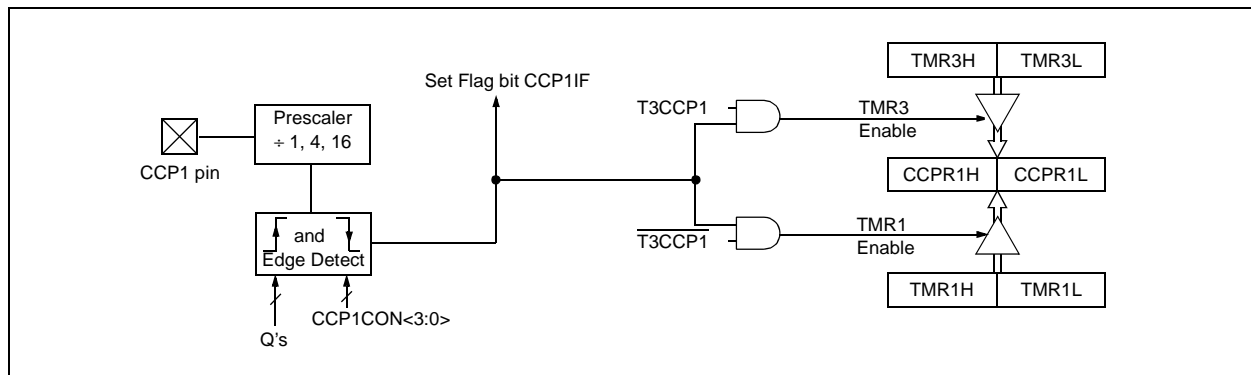 TMR3H TMR3L
Set Flag bit CCP1IF
T3CCP1
TMR3
Enable
Prescaler
÷ 1, 4, 16
CCP1 pin
CCPR1H CCPR1L
and
Edge Detect
T3CCP1
TMR1
Enable
TMR1H TMR1L
CCP1CON<3:0>
Q's